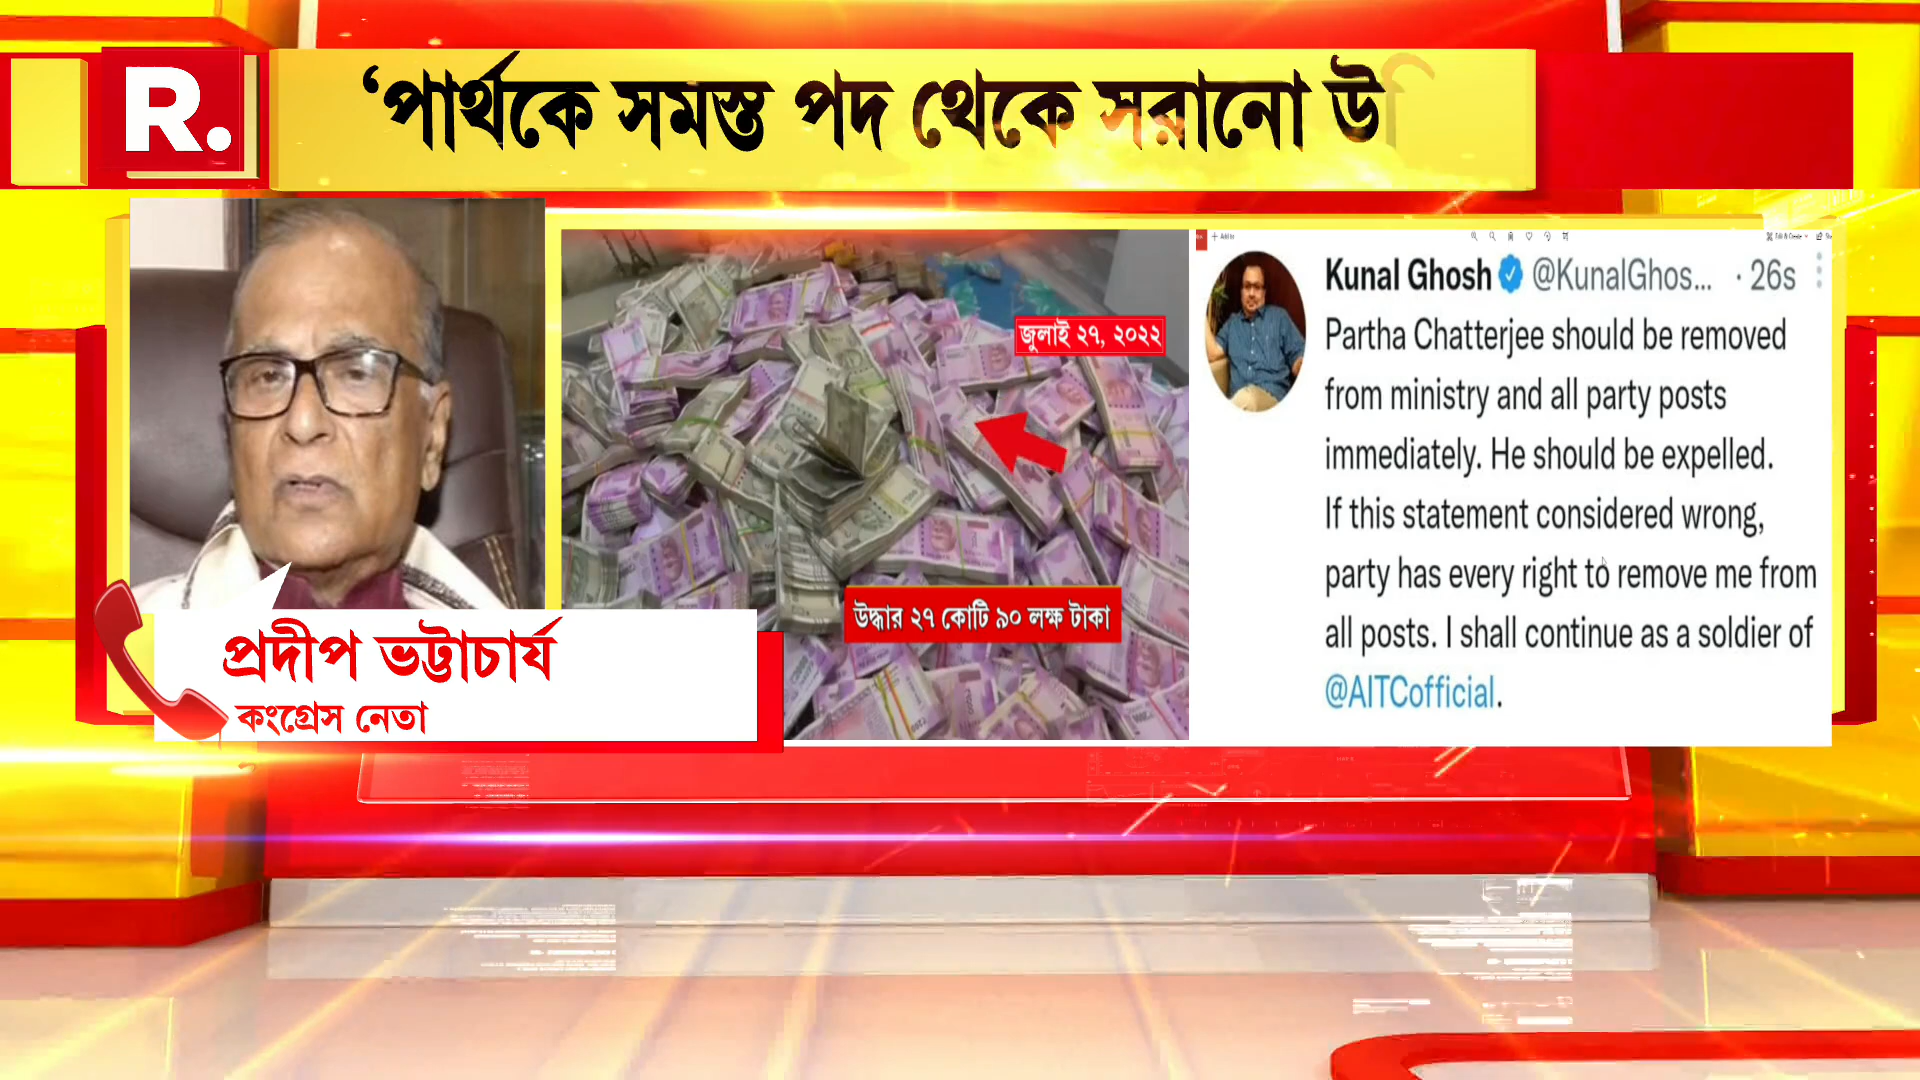 R.
‘পার্থকে সমস্ত পদ থেকে সরানো
জুলাই ২৭, ২০২২
উদ্ধার ২৭ কোটি ৯০ লক্ষ টাকা
Kunal Ghosh @KunalGhos... · 26s
Partha Chatterjee should be removed
from ministry and all party posts
immediately. He should be expelled.
If this statement considered wrong,
party has every right to remove me from
all posts. I shall continue as a soldier of
@AITCofficial.
প্রদীপ ভট্টাচার্য
কংগ্রেস নেতা